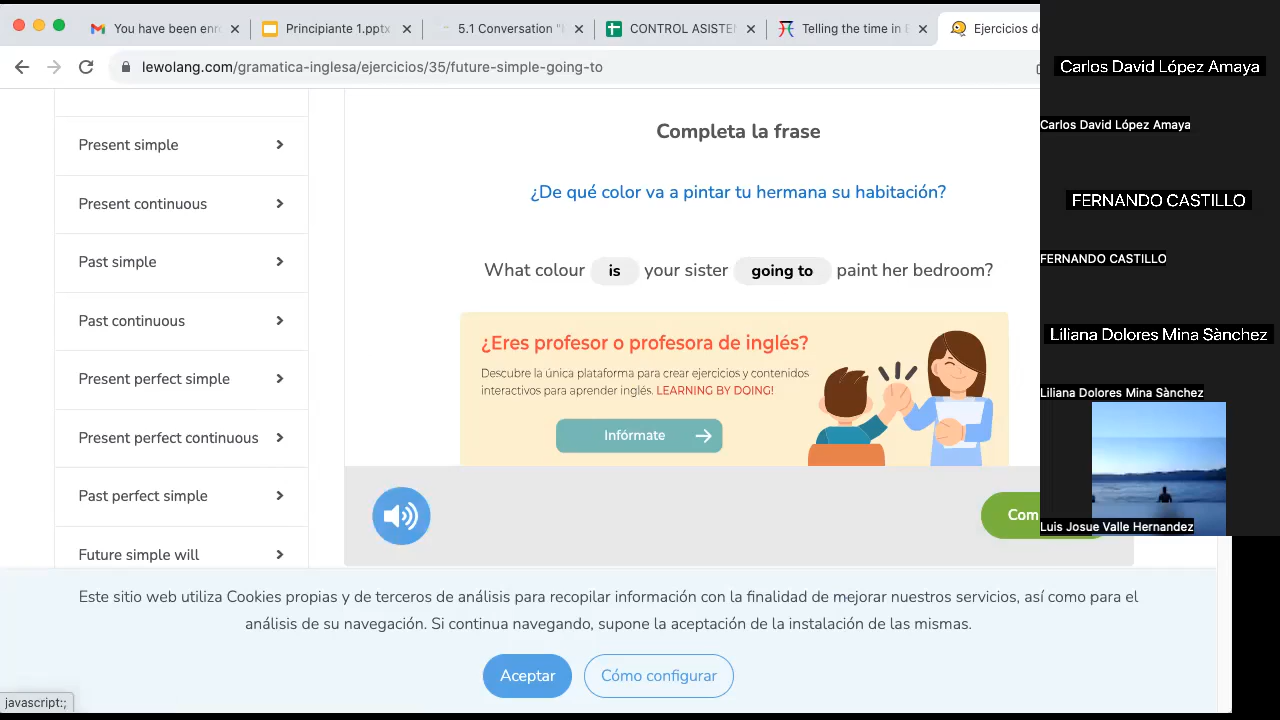 You have been enr
Principiante 1.pptx
5.1 Conversation "
CONTROL ASISTEN
Telling the time in E
Ejercicios de
lewolang.com/gramatica-inglesa/ejercicios/35/future-simple-going-to
Present simple
Present continuous
Past simple
Past continuous
Present perfect simple
Present perfect continuous
Past perfect simple
Future simple will
Completa la frase
¿De qué color va a pintar tu hermana su habitación?
What colour is your sister going to paint her bedroom?
¿Eres profesor o profesora de inglés?
Descubre la única plataforma para crear ejercicios y contenidos
interactivos para aprender inglés. LEARNING BY DOING!
Infórmate
Com
Este sitio web utiliza Cookies propias y de terceros de análisis para recopilar información con la finalidad de mejorar nuestros servicios, así como para el
análisis de su navegación. Si continua navegando, supone la aceptación de la instalación de las mismas.
Aceptar
Cómo configurar
javascript:;
Carlos David López Amaya
Carlos David López Amaya
FERNANDO CASTILLO
FERNANDO CASTILLO
Liliana Dolores Mina Sànchez
Liliana Dolores Mina Sànchez
Luis Josue Valle Hernandez